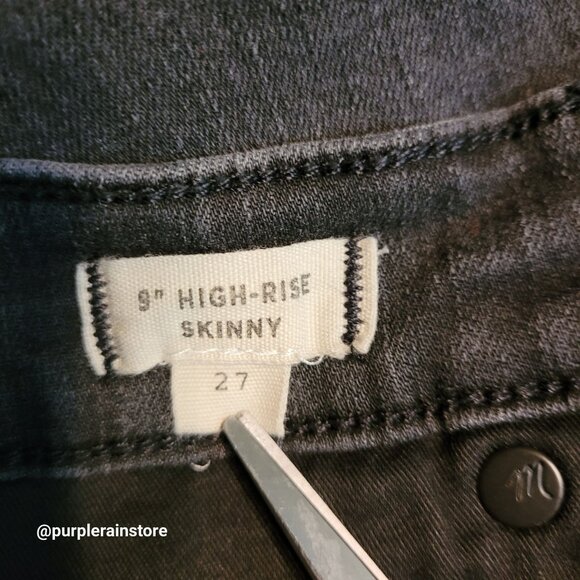 9" HIGH-RISE
SKINNY
27
m
@purplerainstore